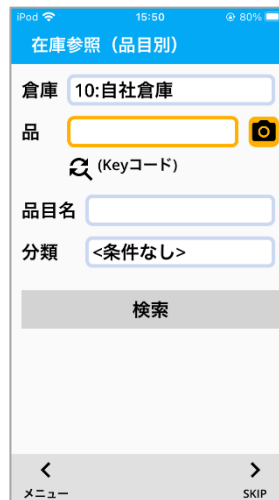 iPod 15:50 80%
在庫参照（品目別）
倉庫 10:自社倉庫
品
(Keyコード)
品目名
分類 <条件なし>
検索
メニュー SKIP